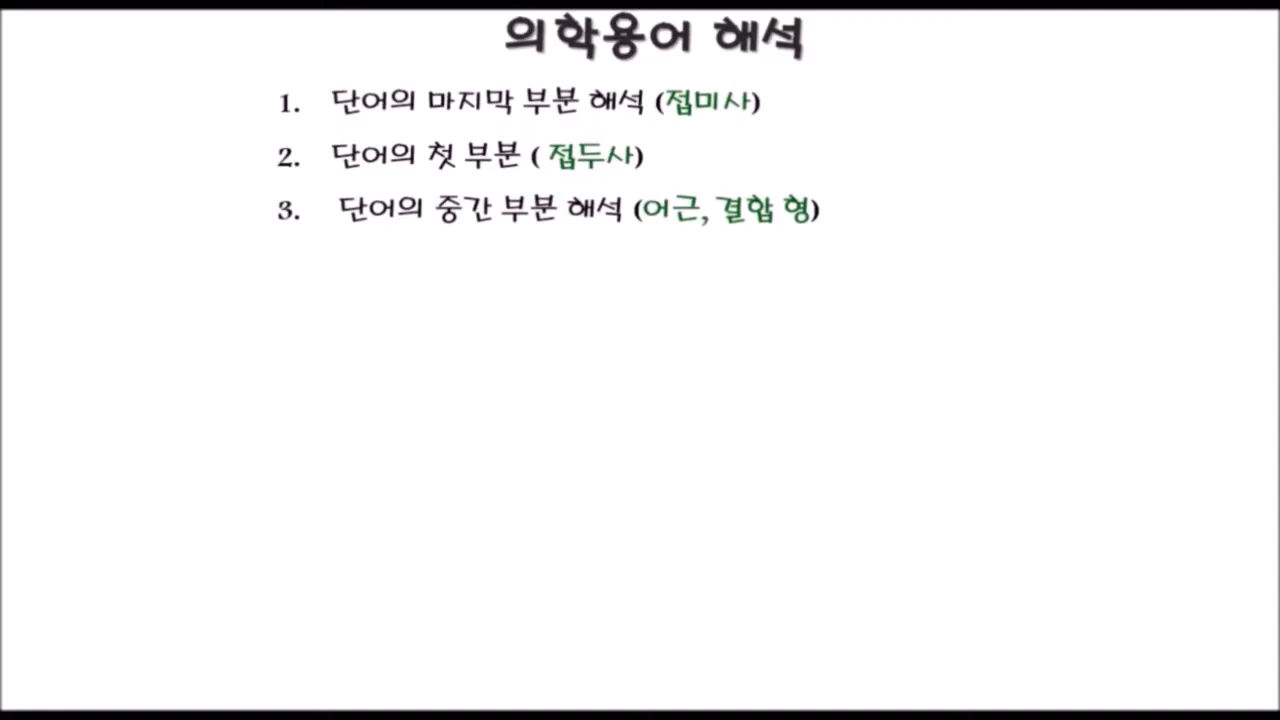 의학용어 해석
1. 단어의 마지막 부분 해석 (접미사)
2. 단어의 첫 부분 ( 접두사)
3. 단어의 중간 부분 해석 (어근, 결합 형)